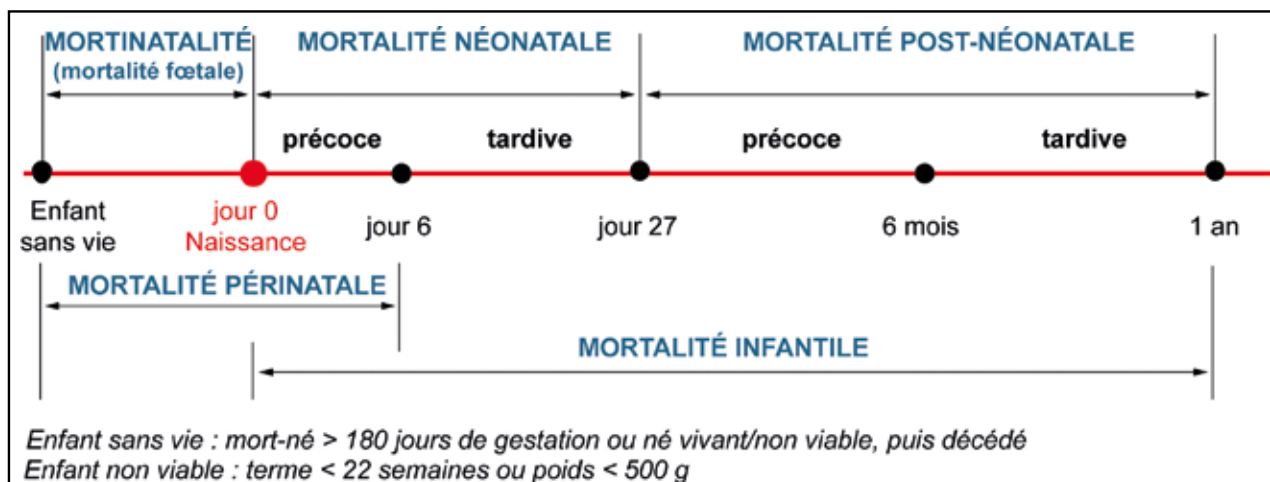 MORTINATALITÉ
(mortalité fœtale)
MORTALITÉ NÉONATALE
MORTALITÉ POST-NÉONATALE
précoce
tardive
précoce
tardive
Enfant
sans vie
jour 0
Naissance
jour 6
jour 27
6 mois
1 an
MORTALITÉ PÉRINATALE
MORTALITÉ INFANTILE
Enfant sans vie : mort-né > 180 jours de gestation ou né vivant/non viable, puis décédé
Enfant non viable : terme < 22 semaines ou poids < 500 g